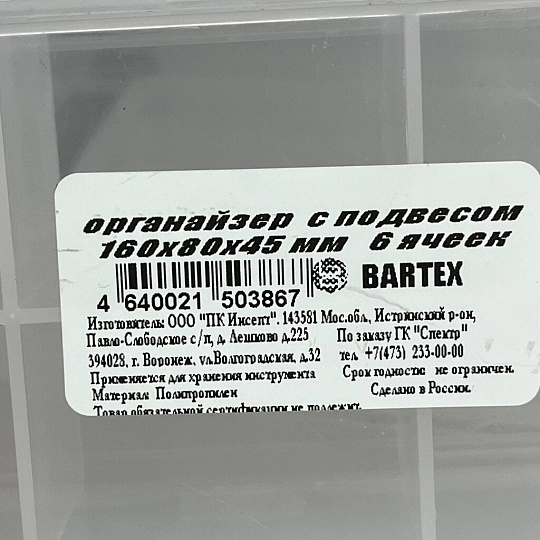 органайзер с подвесом
160х80х45 мм 6 ячеек
BARTEX
4 640021 503867
Изготовитель: ООО "ПК Инсепт". 143581 Мос.обл., Истринский р-он,
Павло-Слободское с/п, д. Лешково д.225 По заказу ГК "Спектр"
394028, г. Воронеж, ул.Волгоградская, д.32 тел. +7(473) 233-00-00
Применяется для хранения инструмента Срок годности не ограничен.
Материал: Полипропилен Сделано в России.
Товар обязательной сертификации не подлежит.